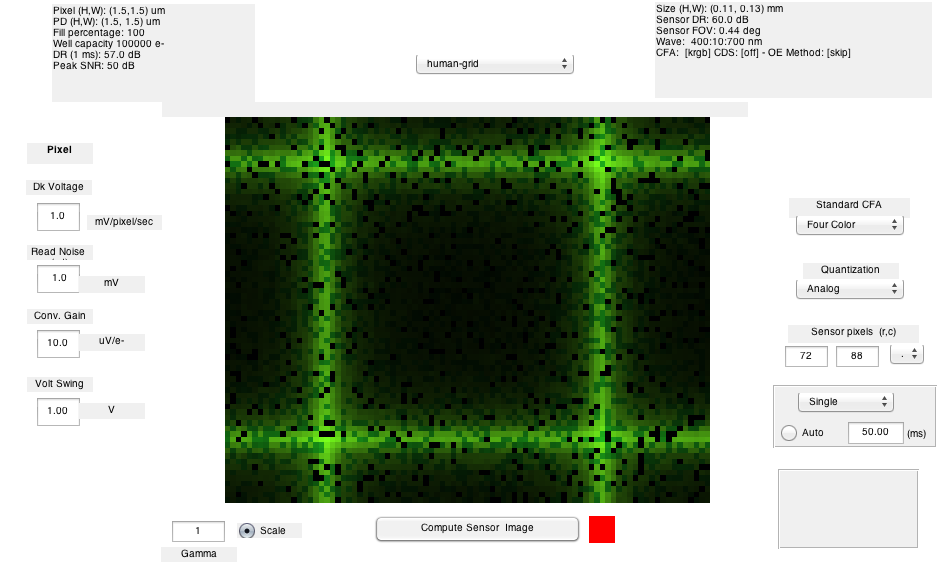 Pixel (H,W): (1.5,1.5) um
PD (H,W): (1.5, 1.5) um
Fill percentage: 100
Well capacity 100000 e-
DR (1 ms): 57.0 dB
Peak SNR: 50 dB
human-grid
Size (H,W): (0.11, 0.13) mm
Sensor DR: 60.0 dB
Sensor FOV: 0.44 deg
Wave: 400:10:700 nm
CFA: [krgb] CDS: [off] - OE Method: [skip]
Pixel
Dk Voltage
1.0 mV/pixel/sec
Read Noise
1.0 mV
Conv. Gain
10.0 uV/e-
Volt Swing
1.00 V
Standard CFA
Four Color
Quantization
Analog
Sensor pixels (r,c)
72 88 .
Single
Auto 50.00 (ms)
1 Scale
Gamma
Compute Sensor Image